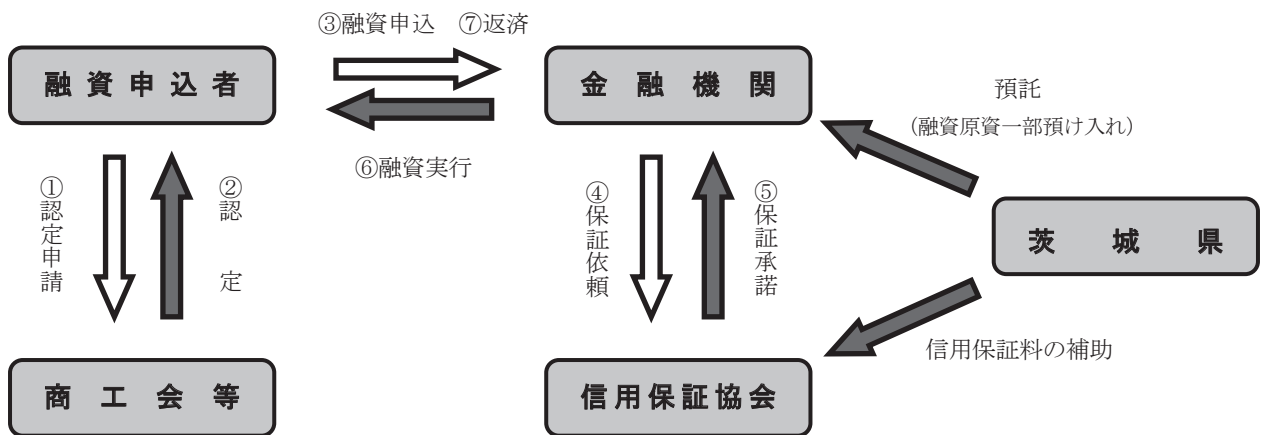 ③融資申込 ⑦返済
融資申込者
金融機関
預託
(融資原資一部預け入れ)
⑥融資実行
①認定申請
②認定
④保証依頼
⑤保証承諾
茨城県
信用保証料の補助
商工会等
信用保証協会